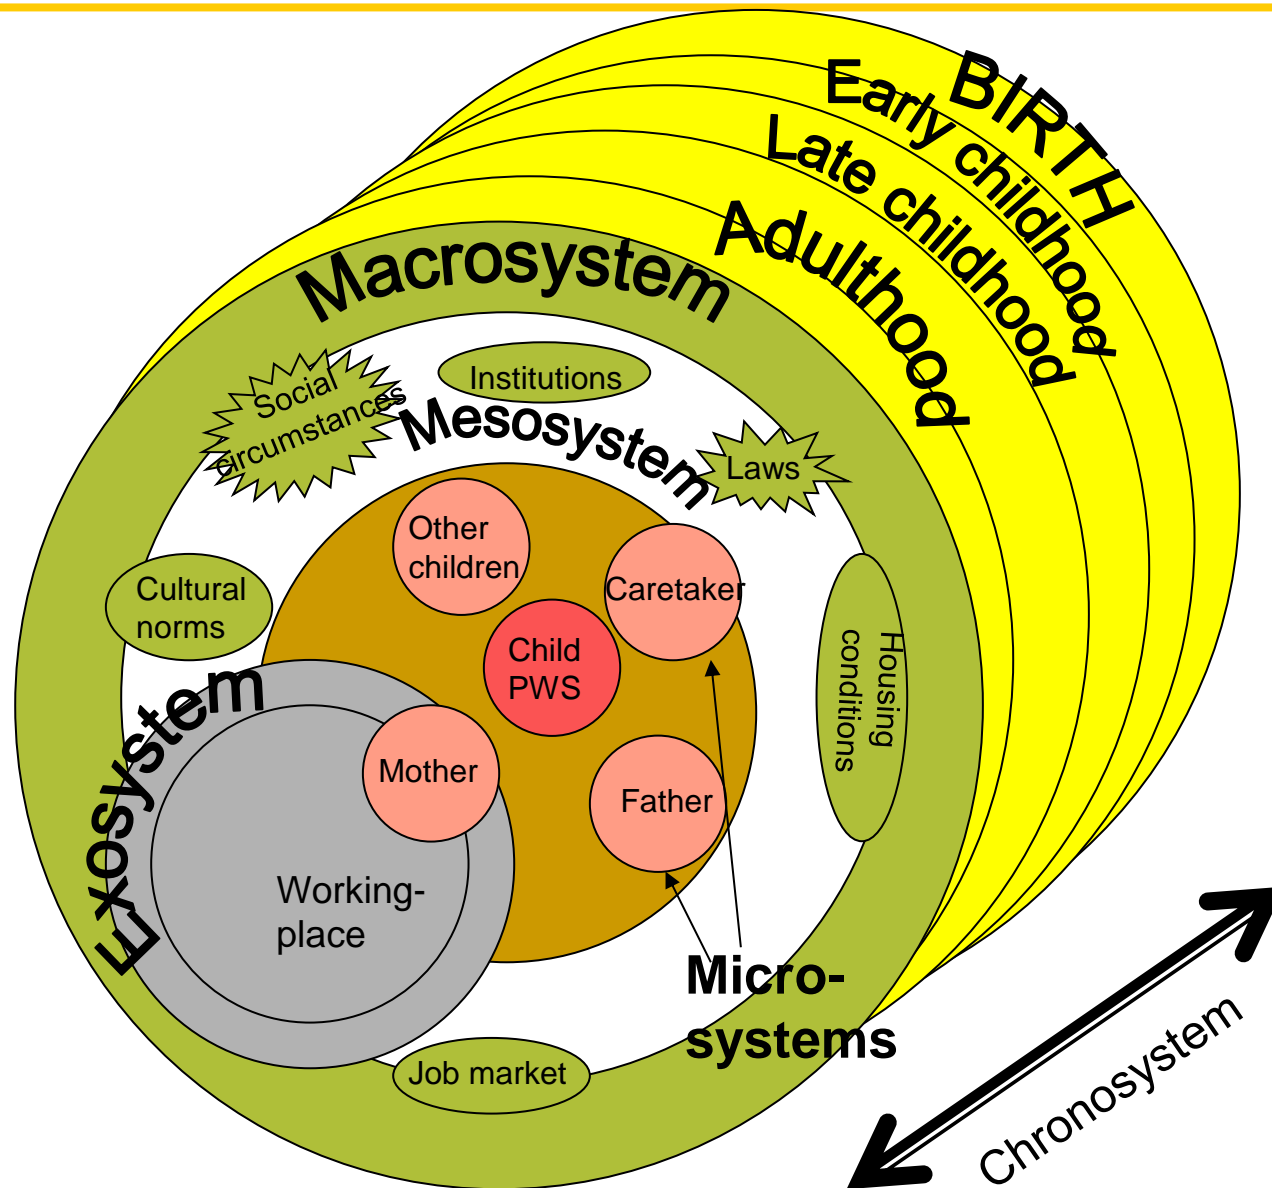 BIRTH
Early childhood
Late childhood
Adulthood
Macrosystem
Social
circumstances
Institutions
Mesosystem
Laws
Other
children
Caretaker
Cultural
norms
Child
PWS
Housing
conditions
Exosystem
Mother
Father
Working-
place
Micro-
systems
Job market
Chronosystem